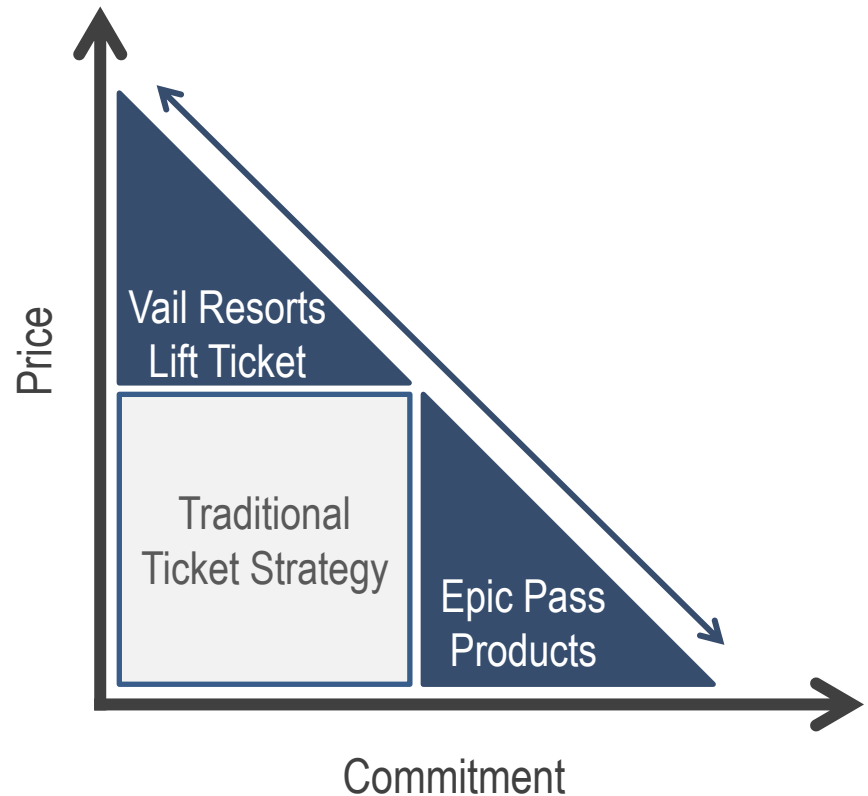 Price
Vail Resorts
Lift Ticket
Traditional
Ticket Strategy
Epic Pass
Products
Commitment